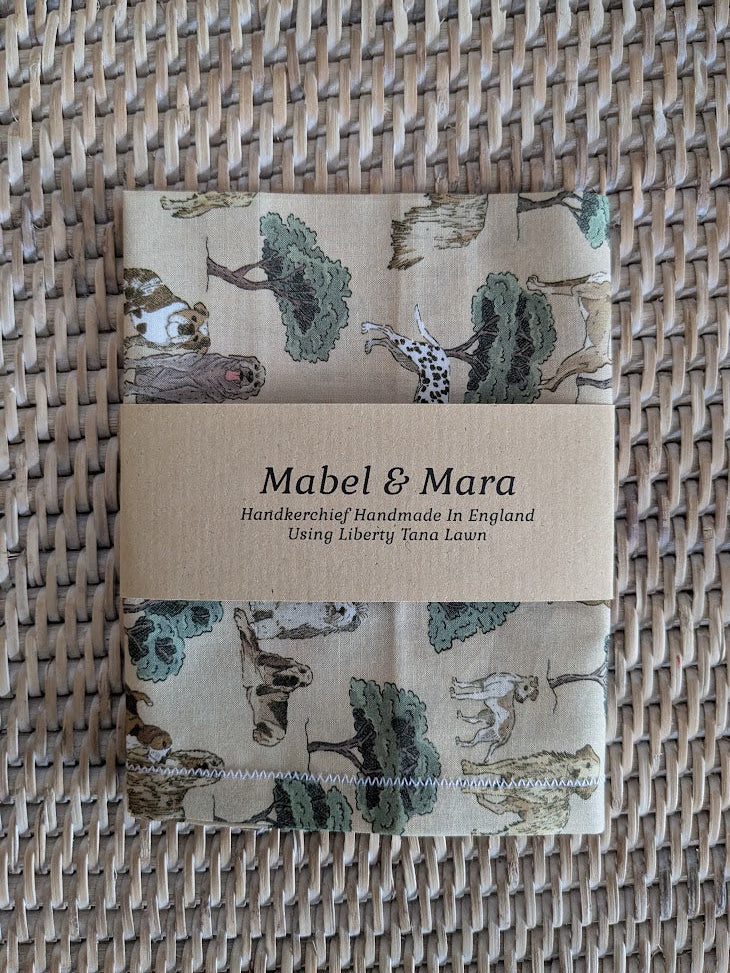 Mabel & Mara
Handkerchief Handmade In England
Using Liberty Tana Lawn